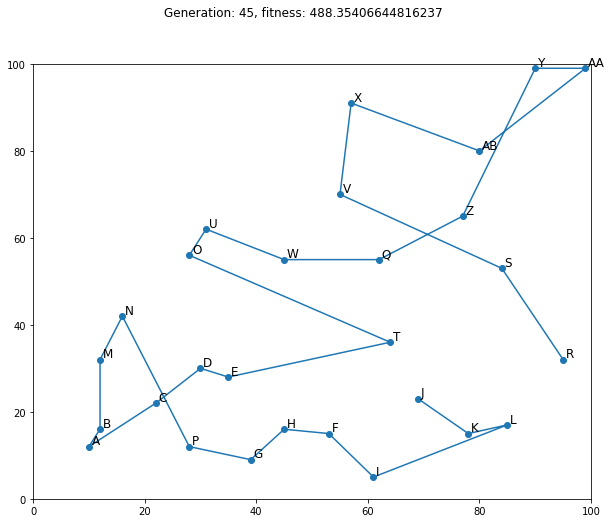 Generation: 45, fitness: 488.35406644816237
100
80
60
40
20
0
0
20
40
60
80
100
Y
AA
X
AB
V
Z
U
O
W
Q
S
N
M
T
R
D
E
C
J
B
A
P
G
H
F
I
K
L